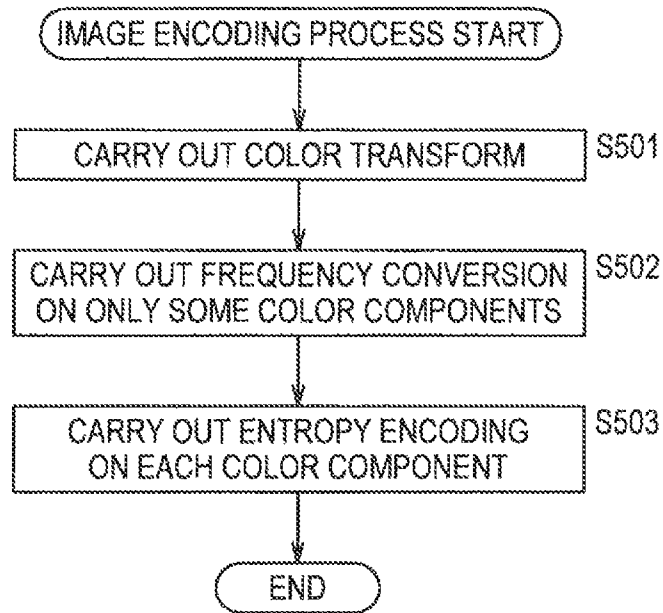 IMAGE ENCODING PROCESS START
CARRY OUT COLOR TRANSFORM
S501
CARRY OUT FREQUENCY CONVERSION
ON ONLY SOME COLOR COMPONENTS
S502
CARRY OUT ENTROPY ENCODING
ON EACH COLOR COMPONENT
S503
END